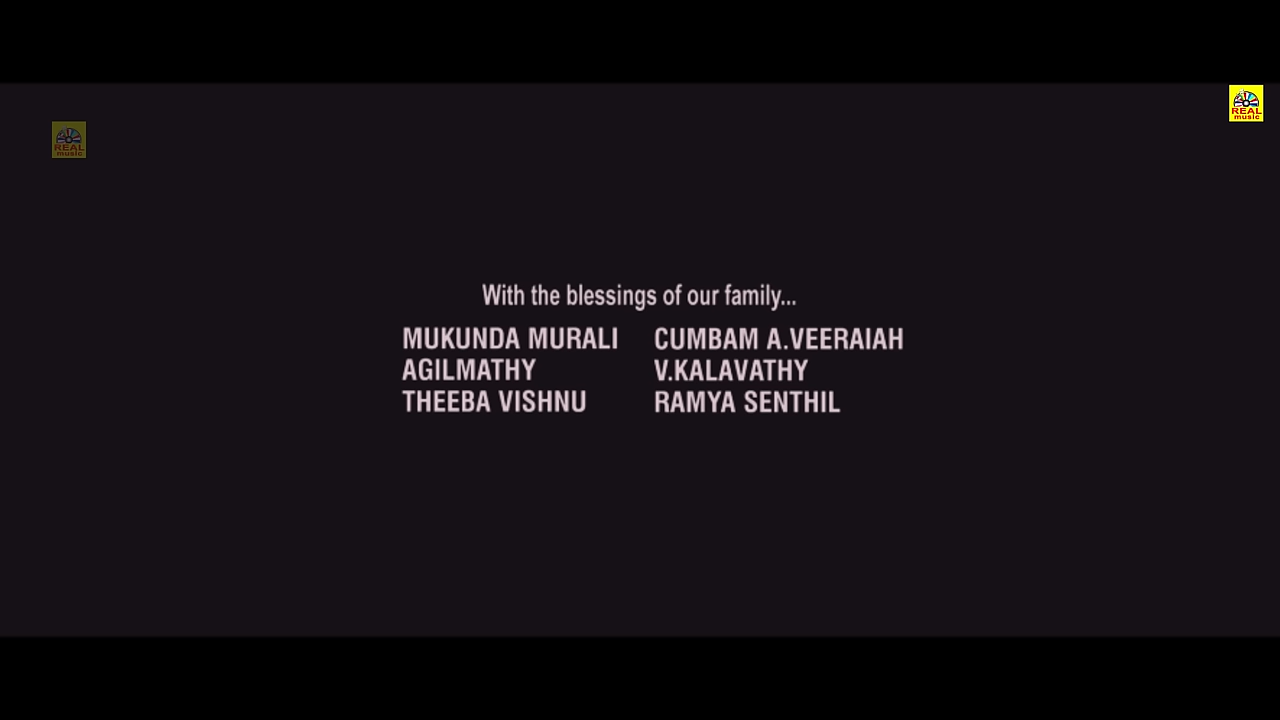 REAL
music
REAL
music
With the blessings of our family...
MUKUNDA MURALI CUMBAM A.VEERAIAH
AGILMATHY V.KALAVATHY
THEEBA VISHNU RAMYA SENTHIL